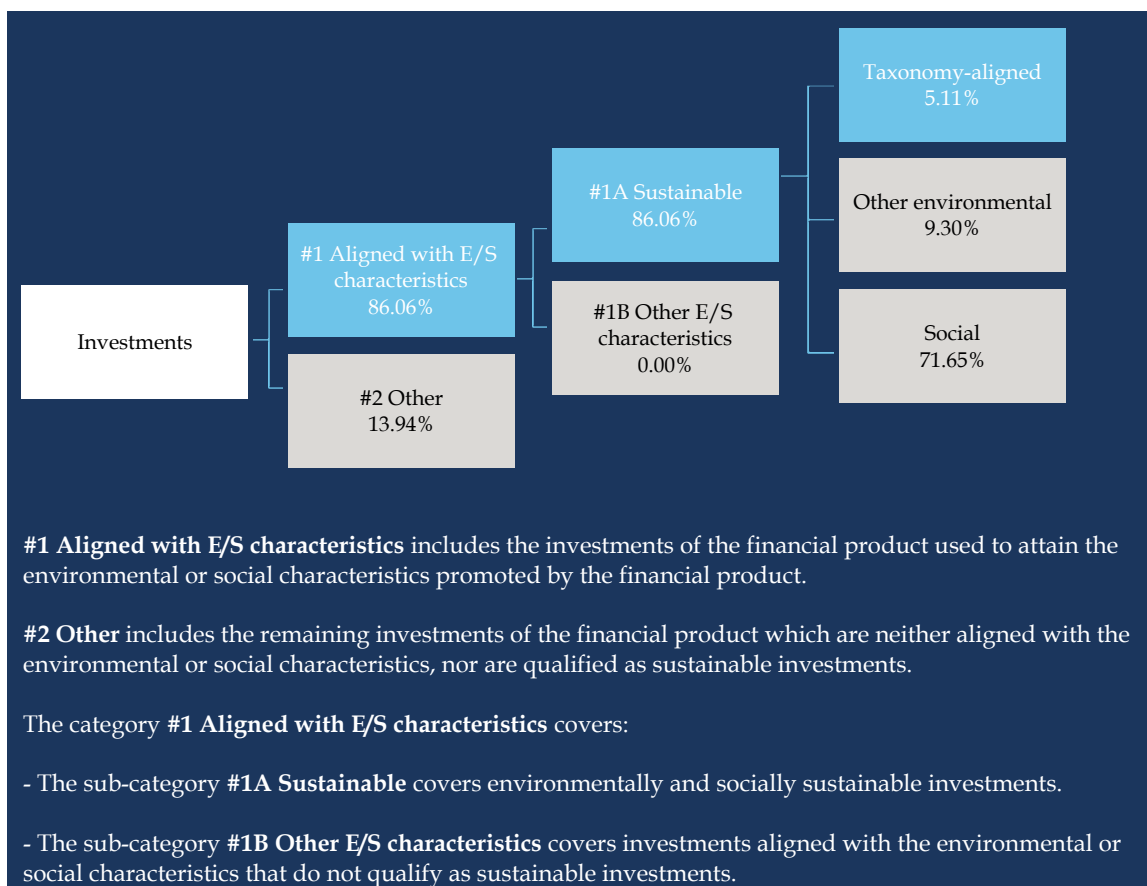 Investments
#1 Aligned with E/S
characteristics
86.06%
#2 Other
13.94%
#1A Sustainable
86.06%
#1B Other E/S
characteristics
0.00%
Taxonomy-aligned
5.11%
Other environmental
9.30%
Social
71.65%
#1 Aligned with E/S characteristics includes the investments of the financial product used to attain the
environmental or social characteristics promoted by the financial product.
#2 Other includes the remaining investments of the financial product which are neither aligned with the
environmental or social characteristics, nor are qualified as sustainable investments.
The category #1 Aligned with E/S characteristics covers:
- The sub-category #1A Sustainable covers environmentally and socially sustainable investments.
- The sub-category #1B Other E/S characteristics covers investments aligned with the environmental or
social characteristics that do not qualify as sustainable investments.